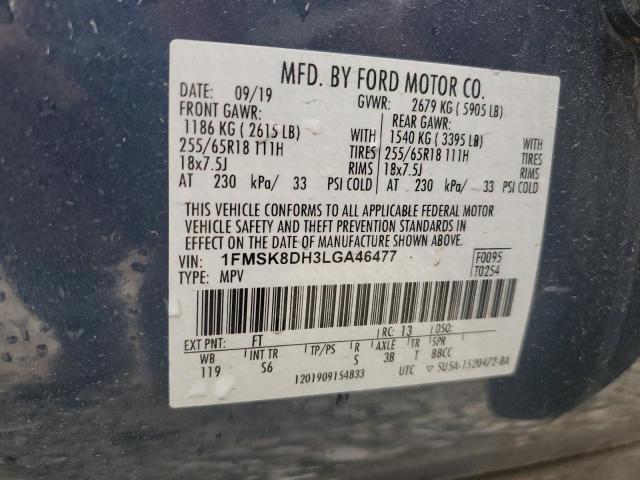 MFD. BY FORD MOTOR CO.
DATE: 09/19 GVWR: 2679 KG ( 5905 LB)
FRONT GAWR: REAR GAWR:
1186 KG ( 2615 LB) WITH 1540 KG ( 3395 LB) WITH
255/65R18 111H TIRES 255/65R18 111H TIRES
18x7.5J RIMS 18x7.5J RIMS
AT 230 kPa/ 33 PSI COLD AT 230 kPa/ 33 PSI COLD
THIS VEHICLE CONFORMS TO ALL APPLICABLE FEDERAL MOTOR
VEHICLE SAFETY AND THEFT PREVENTION STANDARDS IN
EFFECT ON THE DATE OF MANUFACTURE SHOWN ABOVE.
VIN: 1FMSK8DH3LGA46477 F0095
TYPE: MPV T0254
EXT PNT: FT RC: 13 DSO:
WB INT TR TP/PS R AXLE TR SPR
119 S6 S 3B T BBCC
1201909154833 UTC ▽ 5U5A-1520472-BA